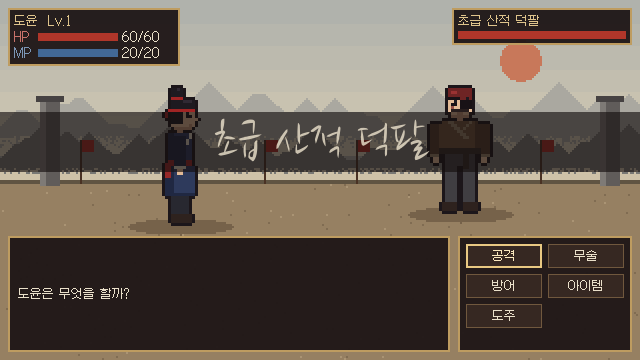 도윤 Lv.1
HP 60/60
MP 20/20
초급 산적 덕팔
초급 산적 덕팔
도윤은 무엇을 할까?
공격 무술
방어 아이템
도주